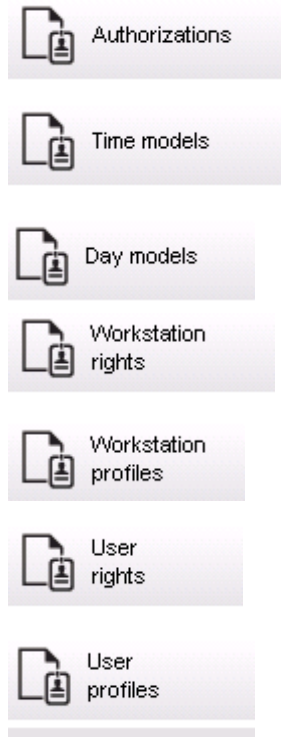 Authorizations
Time models
Day models
Workstation
rights
Workstation
profiles
User
rights
User
profiles